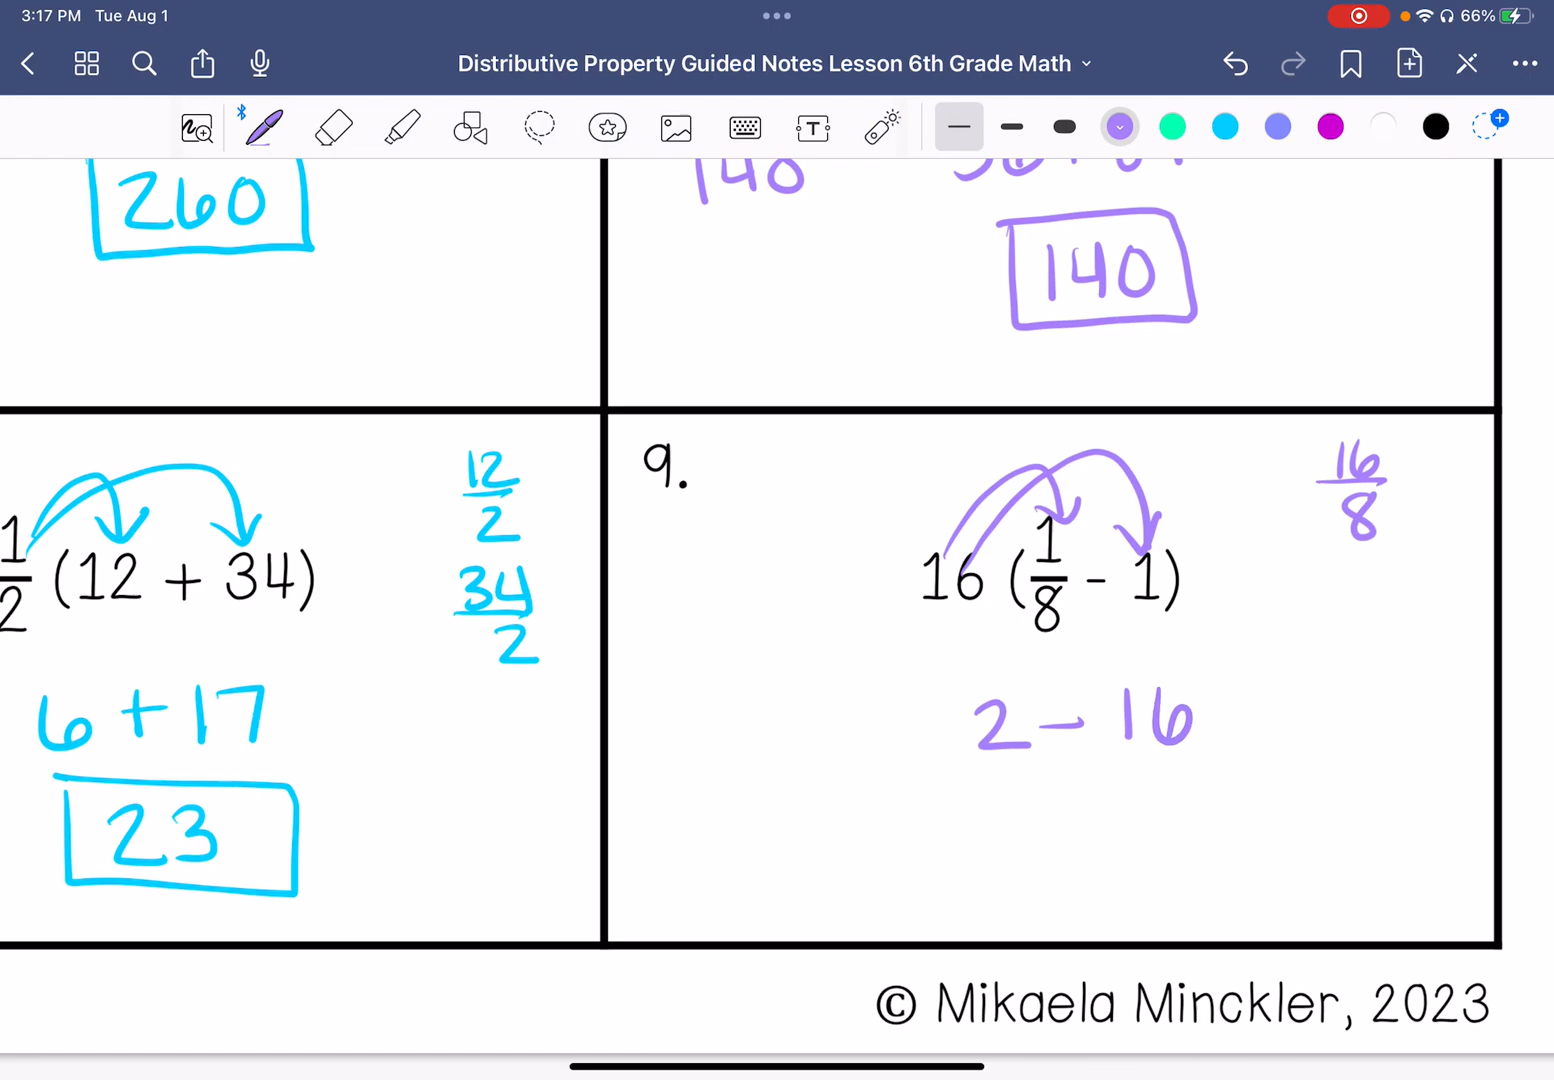 3:17 PM Tue Aug 1
66%
Distributive Property Guided Notes Lesson 6th Grade Math
260
140
140
1/2 (12 + 34)
12/2
34/2
6 + 17
23
9.
16 (1/8 - 1)
16/8
2 - 16
© Mikaela Minckler, 2023